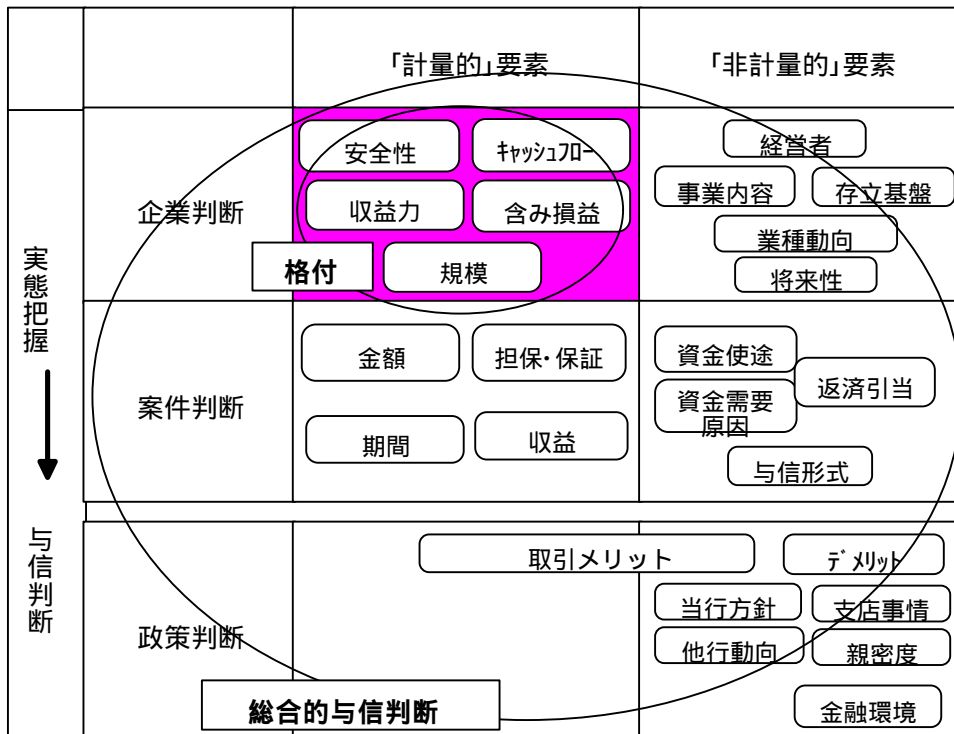 「計量的」要素
「非計量的」要素
実態把握
与信判断
企業判断
安全性
ｷｬｯｼｭﾌﾛｰ
収益力
含み損益
規模
格付
経営者
事業内容
存立基盤
業種動向
将来性
案件判断
金額
担保・保証
期間
収益
資金使途
資金需要
原因
返済引当
与信形式
政策判断
取引メリット
ﾃﾞﾒﾘｯﾄ
当行方針
支店事情
他行動向
親密度
金融環境
総合的与信判断